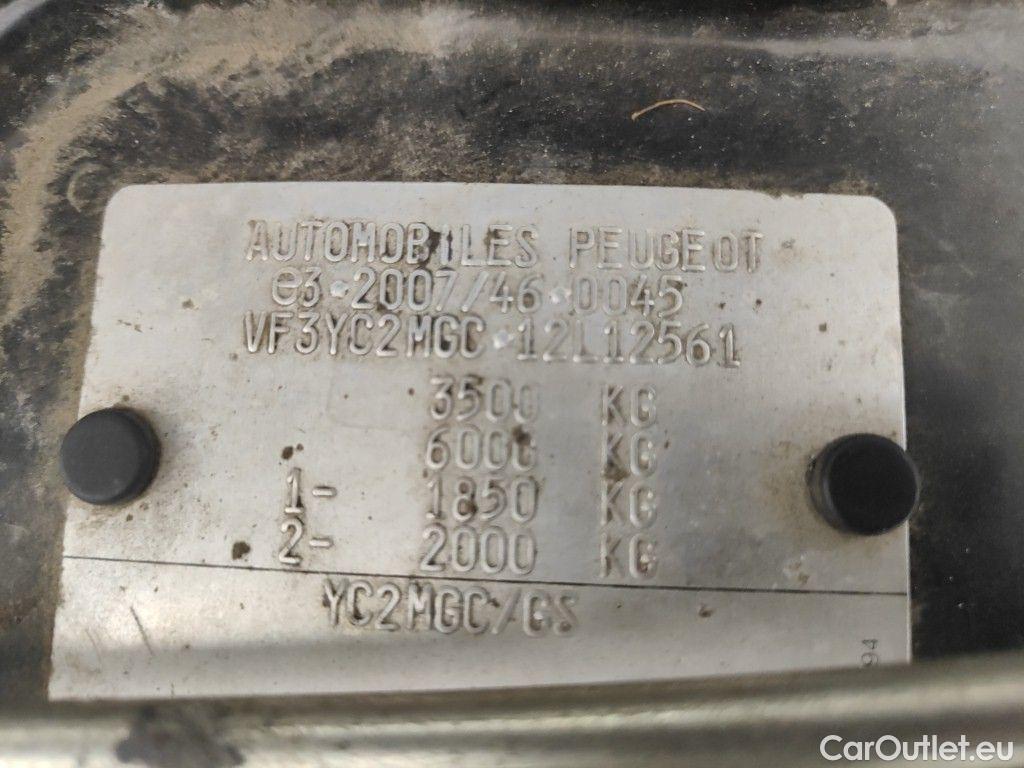 AUTOMOBILES PEUGEOT
e3*2007/46*0045
VF3YC2MGC*12L12561
3500 KG
6000 KG
1- 1850 KG
2- 2000 KG
YC2MGC/GS
94
CarOutlet.eu